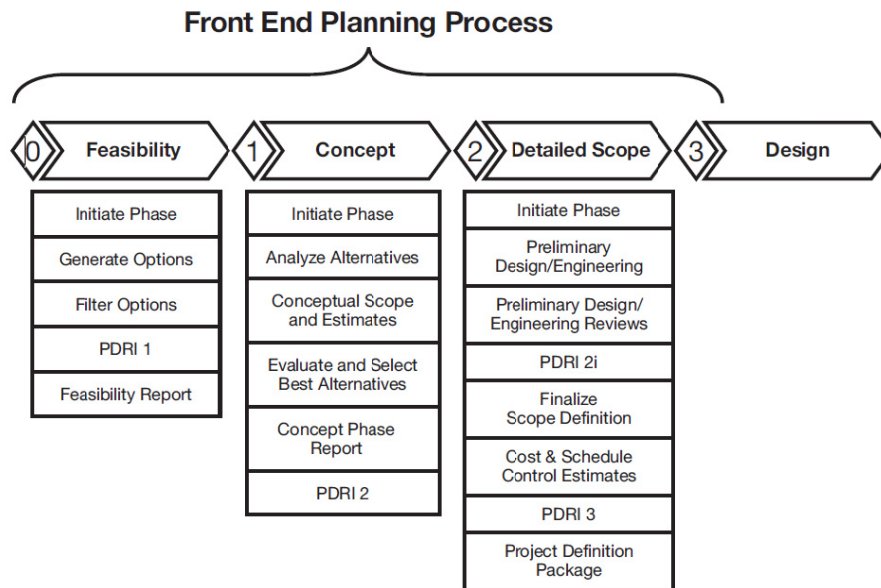 Front End Planning Process
0 Feasibility 1 Concept 2 Detailed Scope 3 Design
Initiate Phase
Generate Options
Filter Options
PDRI 1
Feasibility Report
Initiate Phase
Analyze Alternatives
Conceptual Scope
and Estimates
Evaluate and Select
Best Alternatives
Concept Phase
Report
PDRI 2
Initiate Phase
Preliminary
Design/Engineering
Preliminary Design/
Engineering Reviews
PDRI 2i
Finalize
Scope Definition
Cost & Schedule
Control Estimates
PDRI 3
Project Definition
Package